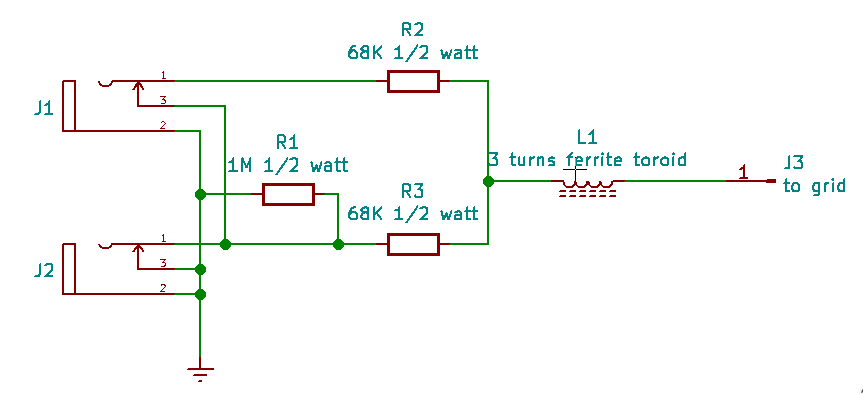 R2
68K 1/2 watt
1
J1
3
2
R1
1M 1/2 watt
L1
3 turns ferrite toroid
J3
1
to grid
R3
68K 1/2 watt
1
J2
3
2